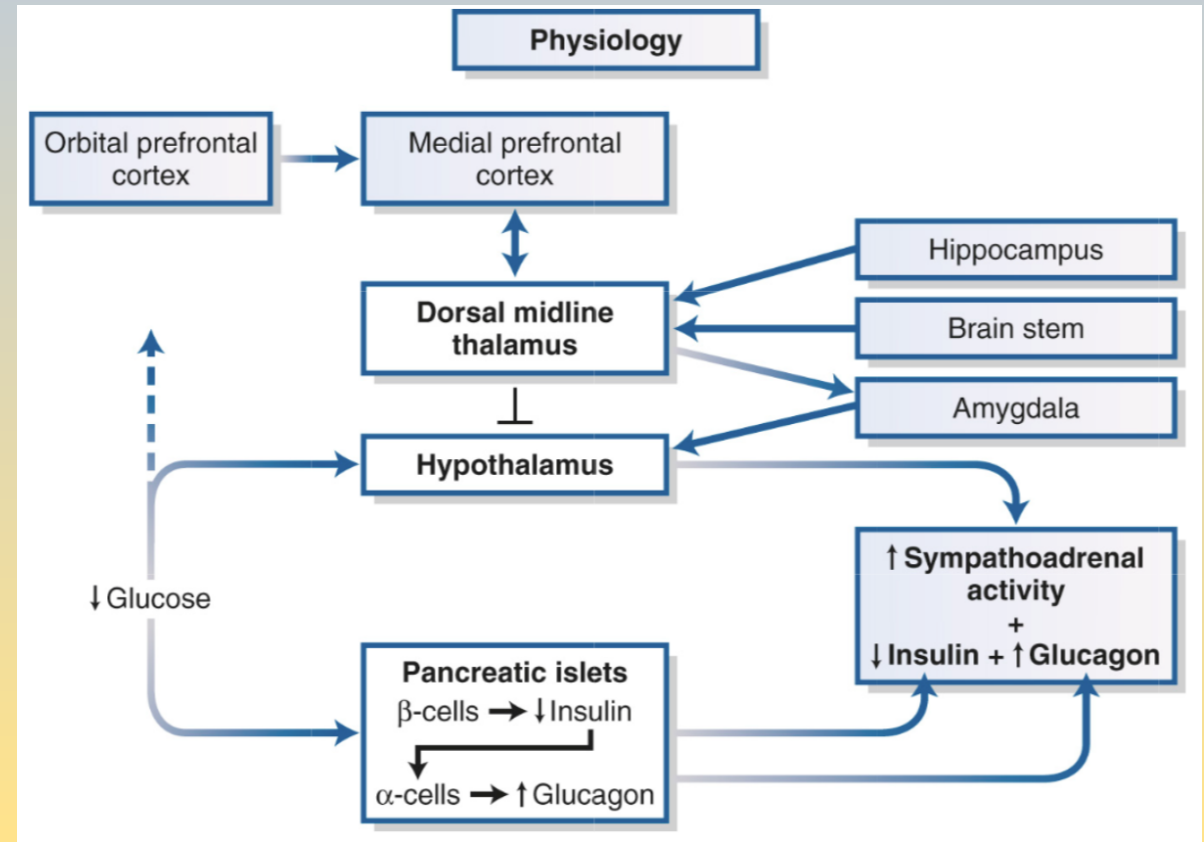 Physiology
Orbital prefrontal
cortex
Medial prefrontal
cortex
Hippocampus
Dorsal midline
thalamus
Brain stem
Amygdala
Hypothalamus
↓ Glucose
↑ Sympathoadrenal
activity
+
↓ Insulin + ↑ Glucagon
Pancreatic islets
β-cells → ↓ Insulin
α-cells → ↑ Glucagon